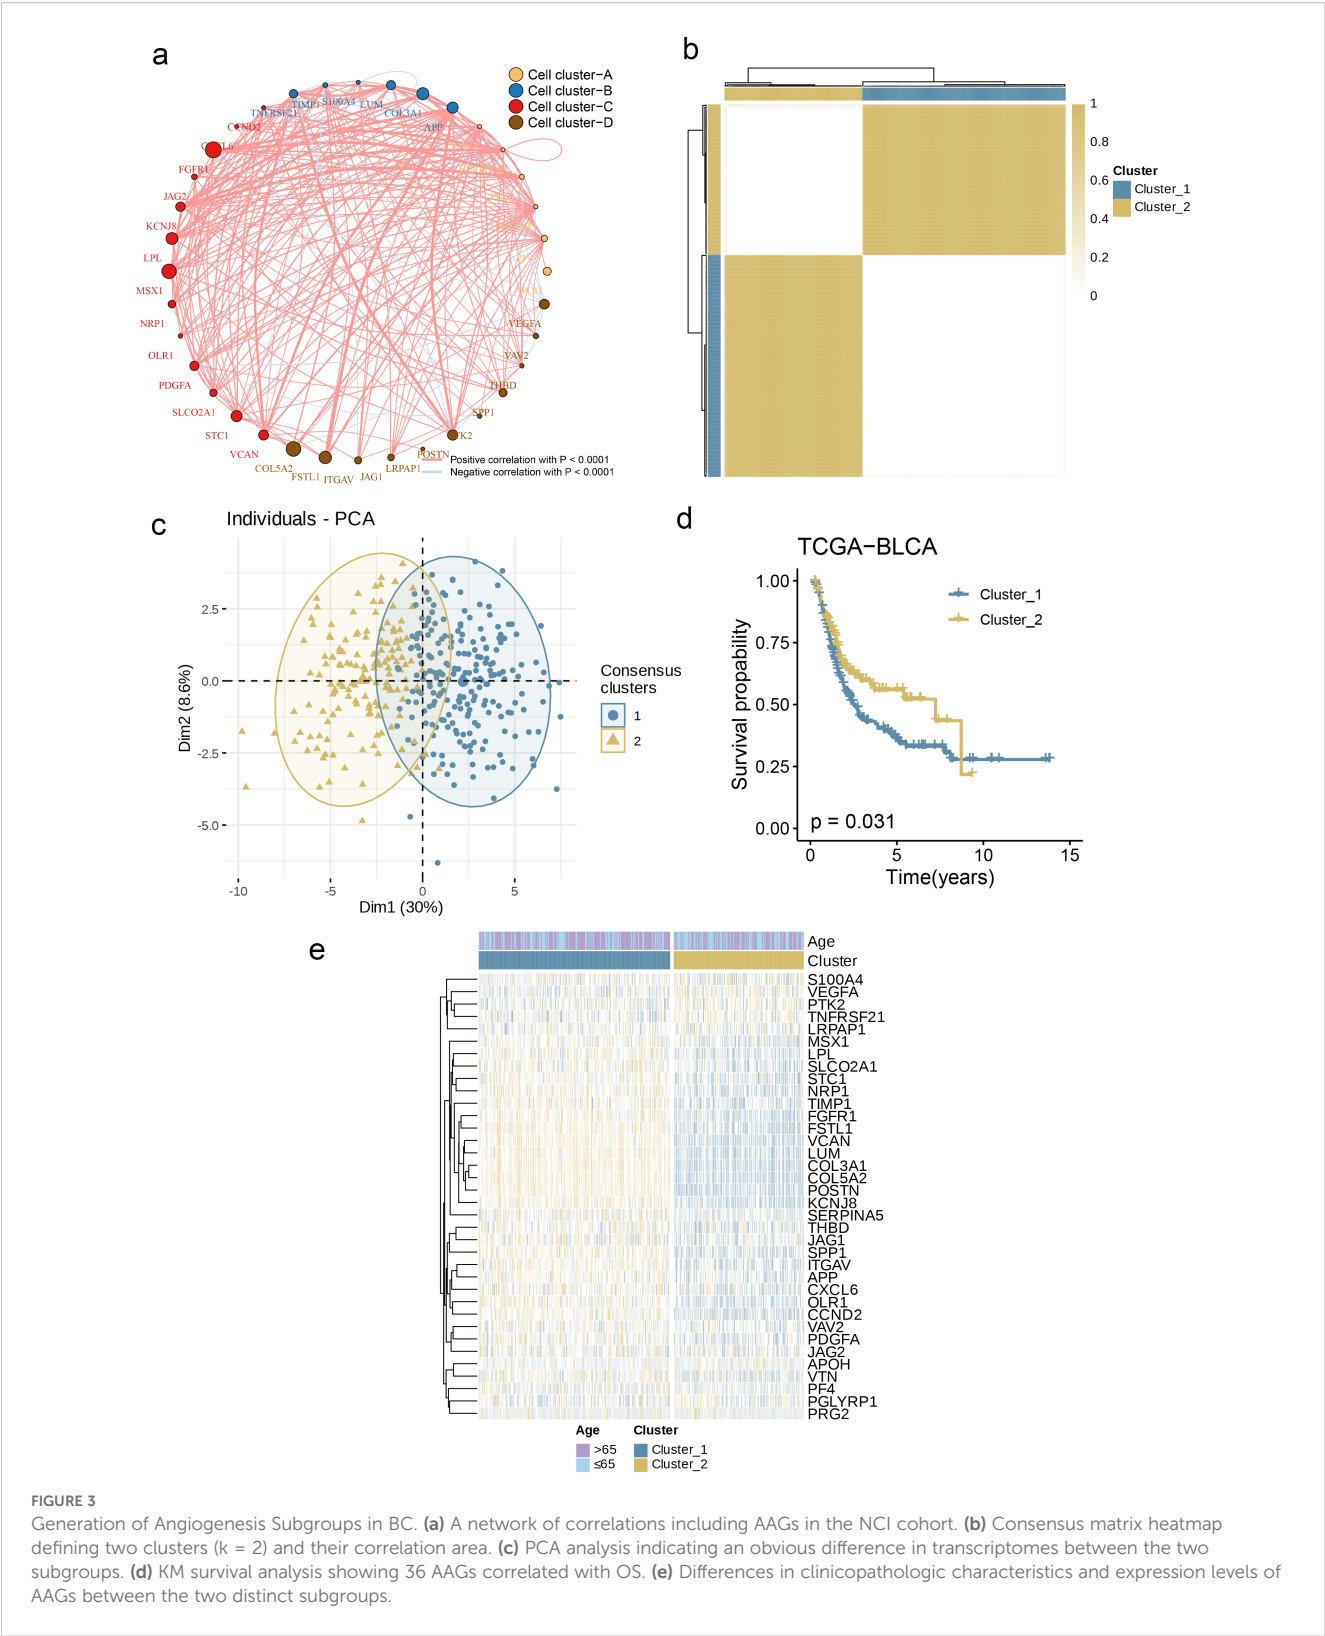 a
Cell cluster−A
Cell cluster−B
Cell cluster−C
Cell cluster−D
TIMP1
S100A4
LUM
COL3A1
APP
TNFRSF21
CCND2
FGFR1
JAG2
KCNJ8
LPL
MSX1
NRP1
OLR1
PDGFA
SLCO2A1
STC1
VCAN
COL5A2
FSTL1
ITGAV
JAG1
LRPAP1
POSTN
SPP1
THBD
VAV2
VEGFA
Positive correlation with P < 0.0001
Negative correlation with P < 0.0001
b
1
0.8
0.6
0.4
0.2
0
Cluster
Cluster_1
Cluster_2
c
Individuals - PCA
2.5
0.0
-2.5
-5.0
-10
-5
0
5
Dim1 (30%)
Dim2 (8.6%)
Consensus
clusters
1
2
d
TCGA−BLCA
Survival propability
1.00
0.75
0.50
0.25
0.00
Cluster_1
Cluster_2
p = 0.031
0
5
10
15
Time(years)
e
Age
Cluster
S100A4
VEGFA
PTK2
TNFRSF21
LRPAP1
MSX1
LPL
SLCO2A1
STC1
NRP1
TIMP1
FGFR1
FSTL1
VCAN
LUM
COL3A1
COL5A2
POSTN
KCNJ8
SERPINA5
THBD
JAG1
SPP1
ITGAV
APP
CXCL6
OLR1
CCND2
VAV2
PDGFA
JAG2
APOH
VTN
PF4
PGLYRP1
PRG2
Age
>65
≤65
Cluster
Cluster_1
Cluster_2
FIGURE 3
Generation of Angiogenesis Subgroups in BC. (a) A network of correlations including AAGs in the NCI cohort. (b) Consensus matrix heatmap
defining two clusters (k = 2) and their correlation area. (c) PCA analysis indicating an obvious difference in transcriptomes between the two
subgroups. (d) KM survival analysis showing 36 AAGs correlated with OS. (e) Differences in clinicopathologic characteristics and expression levels of
AAGs between the two distinct subgroups.